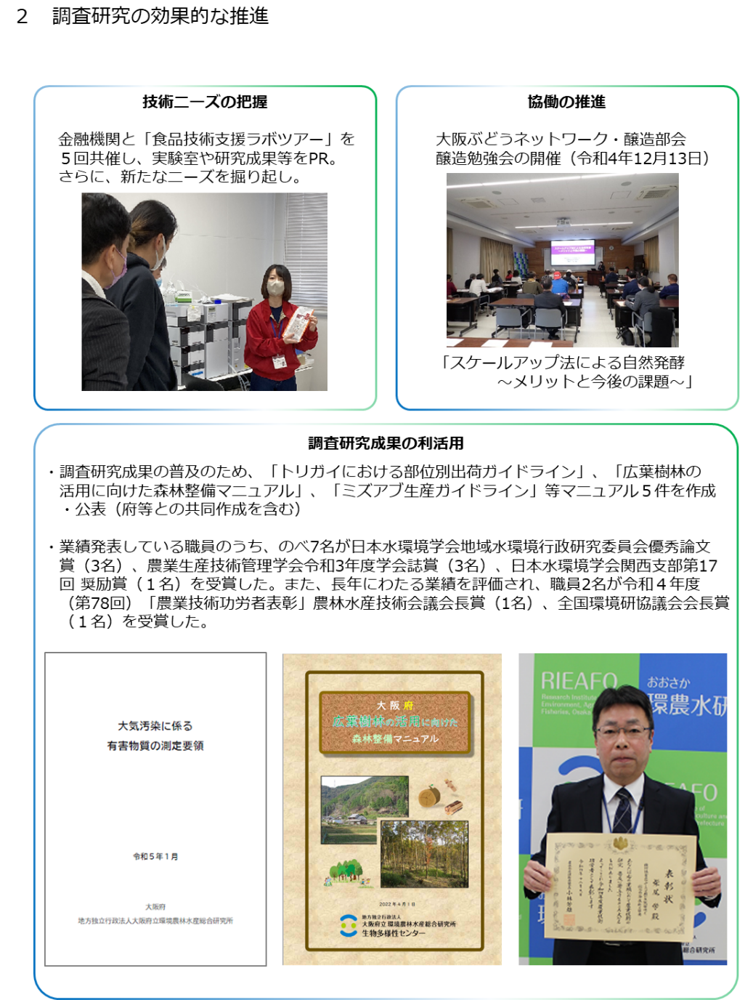 2　調査研究の効果的な推進
技術ニーズの把握
金融機関と「食品技術支援ラボツアー」を
５回共催し、実験室や研究成果等をPR。
さらに、新たなニーズを掘り起し。
協働の推進
大阪ぶどうネットワーク・醸造部会
醸造勉強会の開催（令和4年12月13日）
「スケールアップ法による自然発酵
～メリットと今後の課題～」
調査研究成果の利活用
・調査研究成果の普及のため、「トリガイにおける部位別出荷ガイドライン」、「広葉樹林の
活用に向けた森林整備マニュアル」、「ミズアブ生産ガイドライン」等マニュアル５件を作成
・公表（府等との共同作成を含む）
・業績発表している職員のうち、のべ7名が日本水環境学会地域水環境行政研究委員会優秀論文
賞（3名）、農業生産技術管理学会令和3年度学会誌賞（3名）、日本水環境学会関西支部第17
回 奨励賞（１名）を受賞した。また、長年にわたる業績を評価され、職員2名が令和４年度
（第78回）「農業技術功労者表彰」農林水産技術会議会長賞（1名）、全国環境研協議会会長賞
（１名）を受賞した。
大気汚染に係る
有害物質の測定要領
令和５年１月
大阪府
地方独立行政法人大阪府立環境農林水産総合研究所
大阪府
広葉樹林の活用に向けた
森林整備マニュアル
2022年4月1日
地方独立行政法人
大阪府立環境農林水産総合研究所
生物多様性センター
RIEAFO
おおさか
環農水研
表彰状